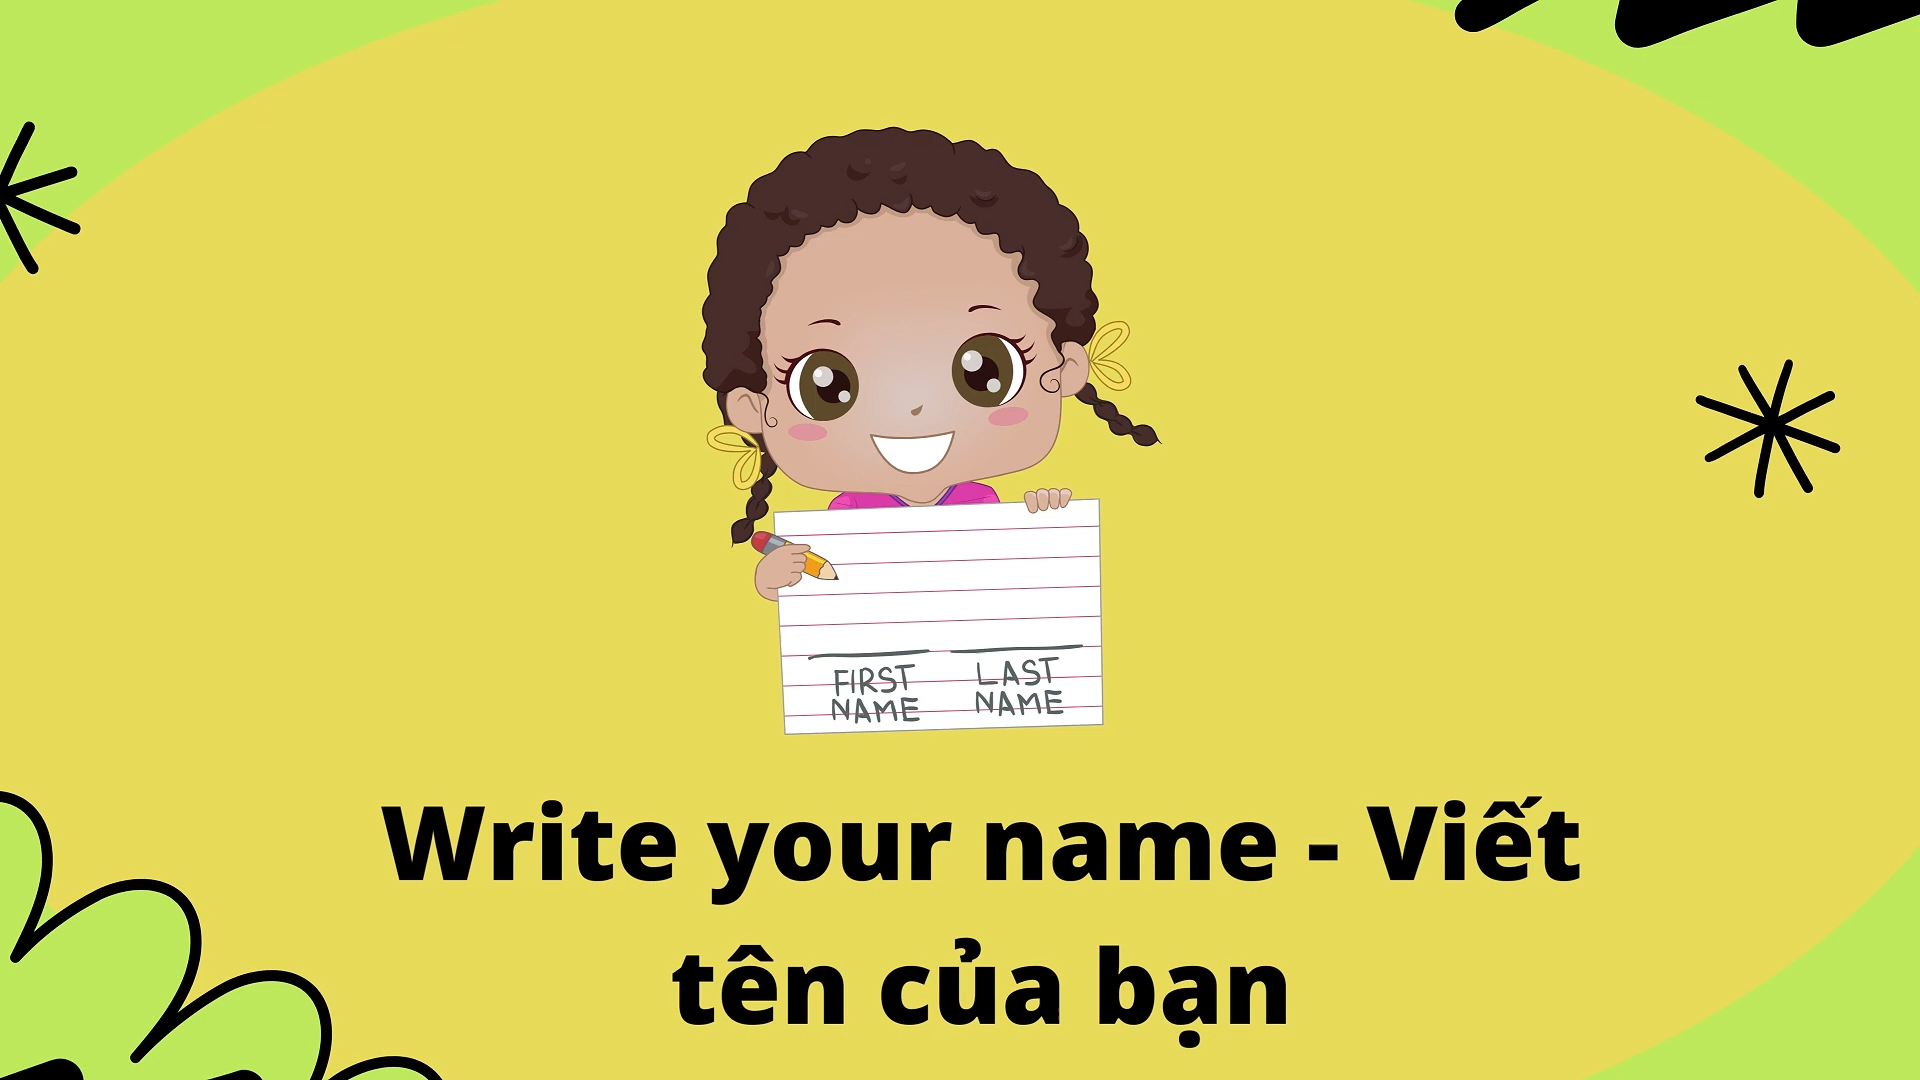 FIRST
NAME
LAST
NAME
Write your name - Viết
tên của bạn